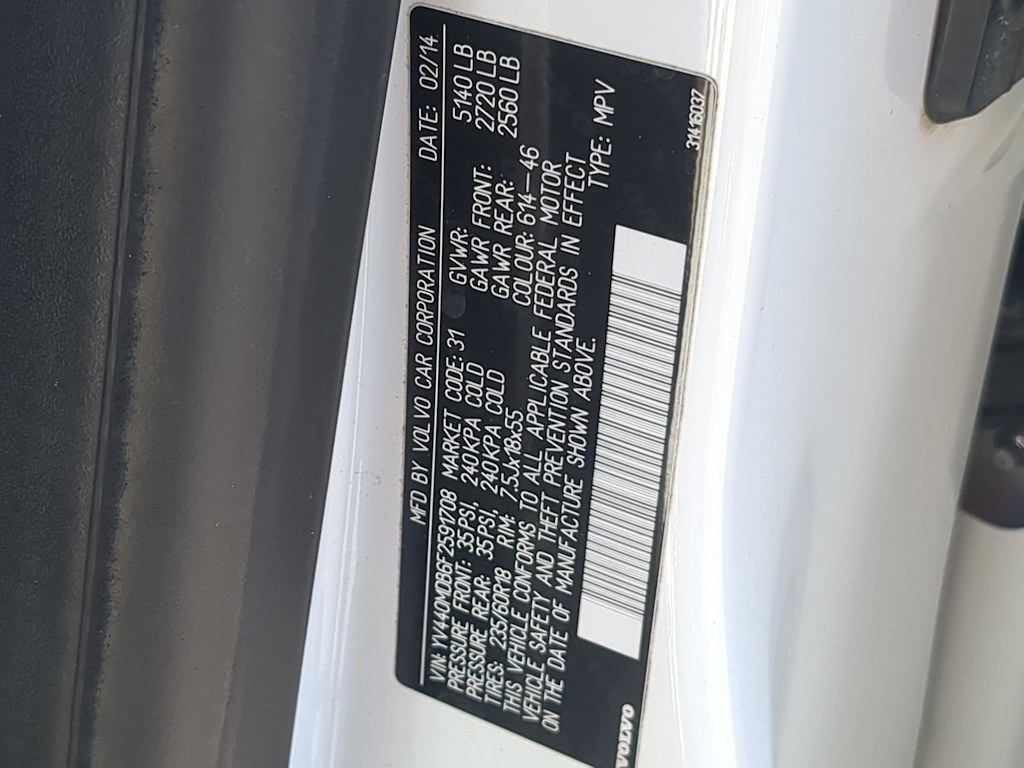 MFD BY VOLVO CAR CORPORATION DATE: 02/14
VIN: YV440MDB6F2591708 MARKET CODE: 31 GVWR: 5140 LB
PRESSURE FRONT: 35PSI, 240KPA COLD GAWR FRONT: 2720 LB
PRESSURE REAR: 35PSI, 240KPA COLD GAWR REAR: 2560 LB
TIRES: 235/60R18 RIM: 7.5Jx18x55 COLOUR: 614-46
THIS VEHICLE CONFORMS TO ALL APPLICABLE FEDERAL MOTOR
VEHICLE SAFETY AND THEFT PREVENTION STANDARDS IN EFFECT
ON THE DATE OF MANUFACTURE SHOWN ABOVE. TYPE: MPV
VOLVO 31416037